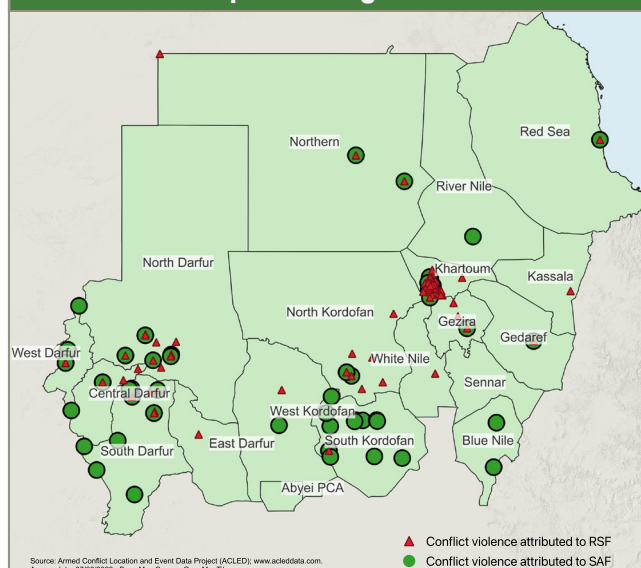 Red Sea
Northern
River Nile
North Darfur
Khartoum
Kassala
North Kordofan
Gezira
Gedaref
West Darfur
White Nile
Sennar
Central Darfur
West Kordofan
East Darfur
South Kordofan
Blue Nile
South Darfur
Abyei PCA
Conflict violence attributed to RSF
Conflict violence attributed to SAF
Source: Armed Conflict Location and Event Data Project (ACLED); www.acleddata.com.